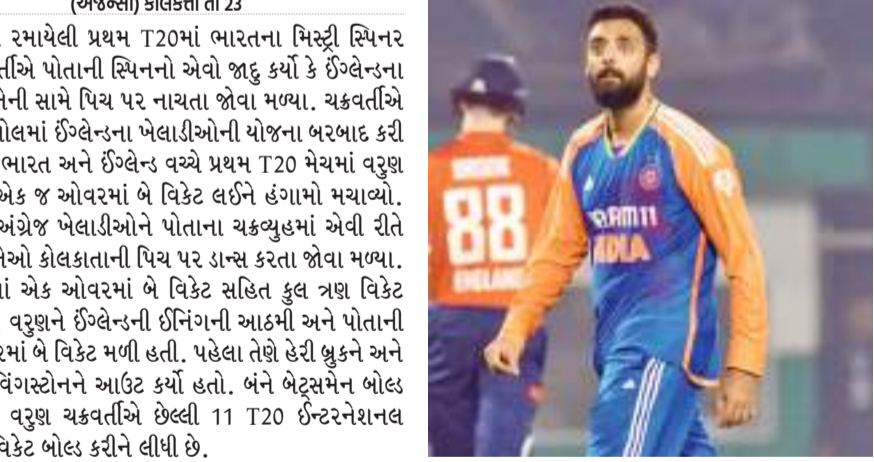 (એજન્સી) કોલકત્તા તા 23
રમાયેલી પ્રથમ T20માં ભારતના મિસ્ટ્રી સ્પિનર
ર્તીએ પોતાની સ્પિનનો એવો જાદુ કર્યો કે ઈંગ્લેન્ડના
તેની સામે પિચ પર નાચતા જોવા મળ્યા. ચક્રવર્તીએ
ોલમાં ઈંગ્લેન્ડના ખેલાડીઓની યોજના બરબાદ કરી
ભારત અને ઈંગ્લેન્ડ વચ્ચે પ્રથમ T20 મેચમાં વરુણ
એક જ ઓવરમાં બે વિકેટ લઈને હંગામો મચાવ્યો.
અંગ્રેજ ખેલાડીઓને પોતાના ચક્રવ્યુહમાં એવી રીતે
તેઓ કોલકાતાની પિચ પર ડાન્સ કરતા જોવા મળ્યા.
ાં એક ઓવરમાં બે વિકેટ સહિત કુલ ત્રણ વિકેટ
વરુણને ઈંગ્લેન્ડની ઈનિંગની આઠમી અને પોતાની
રમાં બે વિકેટ મળી હતી. પહેલા તેણે હેરી બ્રુકને અને
વિંગસ્ટોનને આઉટ કર્યો હતો. બંને બેટ્સમેન બોલ્ડ
વરુણ ચક્રવર્તીએ છેલ્લી 11 T20 ઈન્ટરનેશનલ
વિકેટ બોલ્ડ કરીને લીધી છે.
BROOK
88
ENGLAND
REAM11
INDIA